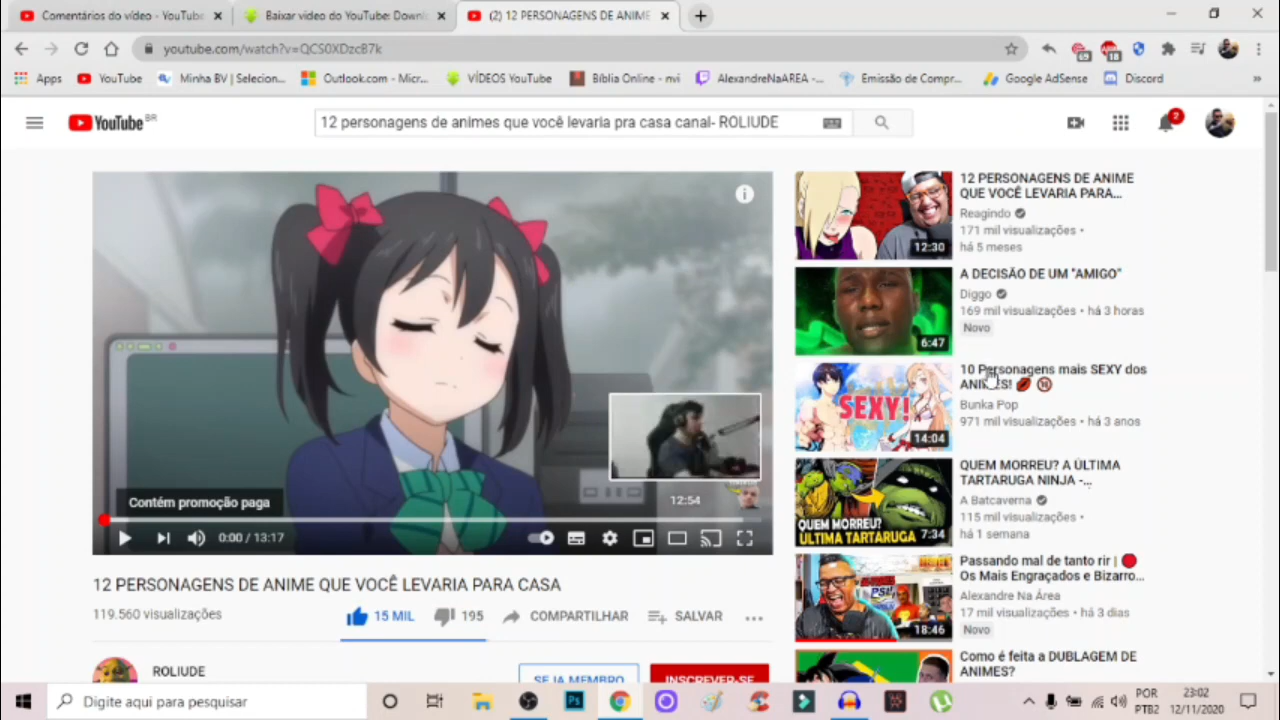 Comentários do vídeo - YouTube
Baixar video do YouTube: Downl
(2) 12 PERSONAGENS DE ANIME
youtube.com/watch?v=QCS0XDzcB7k
69
18
Apps
YouTube
Minha BV | Selecion...
Outlook.com - Micr...
VÍDEOS YouTube
Bíblia Online - nvi
AlexandreNaAREA -...
Emissão de Compr...
Google AdSense
Discord
»
YouTube BR
12 personagens de animes que você levaria pra casa canal- ROLIUDE
2
Contém promoção paga
12:54
0:00 / 13:17
12 PERSONAGENS DE ANIME QUE VOCÊ LEVARIA PARA CASA
119.560 visualizações
15 MIL
195
COMPARTILHAR
SALVAR
ROLIUDE
SEJA MEMBRO
INSCREVER-SE
12:30
12 PERSONAGENS DE ANIME
QUE VOCÊ LEVARIA PARA...
Reagindo
171 mil visualizações •
há 5 meses
6:47
A DECISÃO DE UM "AMIGO"
Diggo
169 mil visualizações • há 3 horas
Novo
SEXY!
14:04
10 Personagens mais SEXY dos
ANIMES!
Bunka Pop
971 mil visualizações • há 3 anos
QUEM MORREU?
ÚLTIMA TARTARUGA
7:34
QUEM MORREU? A ÚLTIMA
TARTARUGA NINJA -...
A Batcaverna
115 mil visualizações •
há 1 semana
PSI!
18:46
Passando mal de tanto rir |
Os Mais Engraçados e Bizarro...
Alexandre Na Área
17 mil visualizações • há 3 dias
Novo
Como é feita a DUBLAGEM DE
ANIMES?
Digite aqui para pesquisar
Ps
POR
PTB2
23:02
12/11/2020